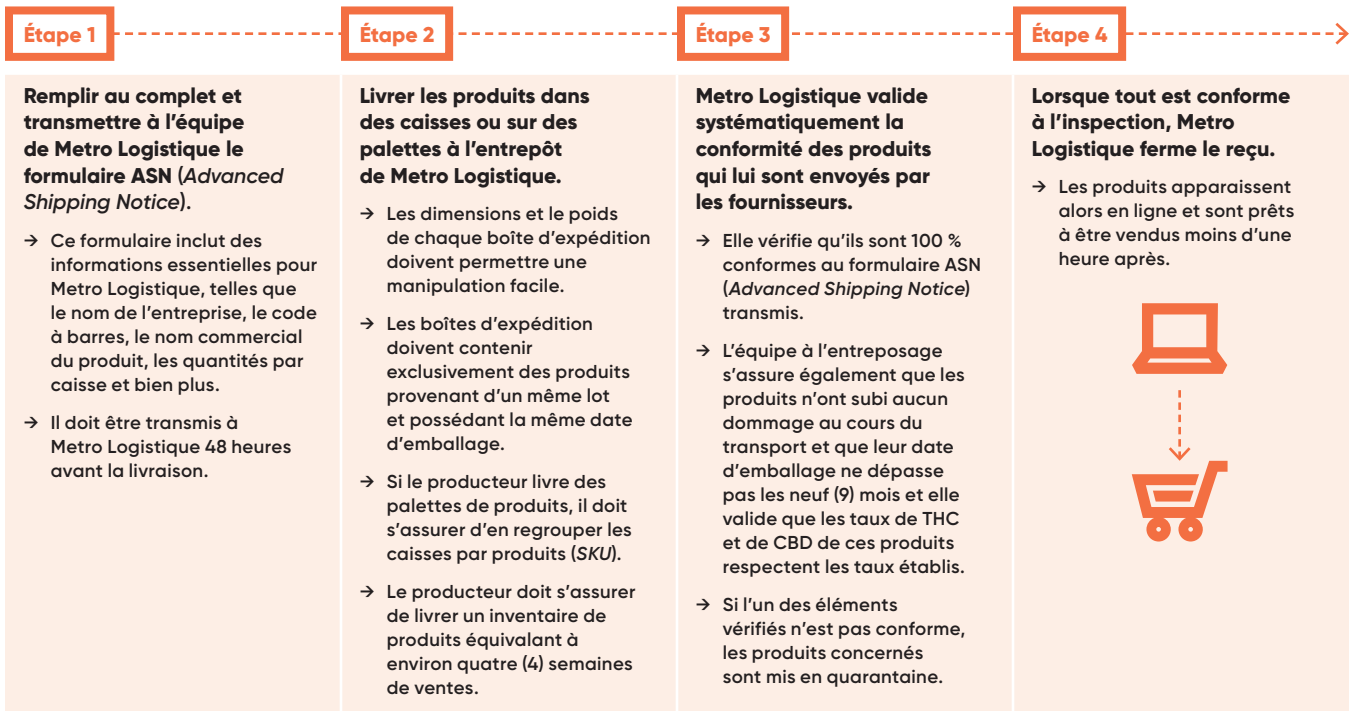 Étape 1
Remplir au complet et
transmettre à l'équipe
de Metro Logistique le
formulaire ASN (Advanced
Shipping Notice).
→ Ce formulaire inclut des
informations essentielles pour
Metro Logistique, telles que
le nom de l'entreprise, le code
à barres, le nom commercial
du produit, les quantités par
caisse et bien plus.
→ Il doit être transmis à
Metro Logistique 48 heures
avant la livraison.
Étape 2
Livrer les produits dans
des caisses ou sur des
palettes à l'entrepôt
de Metro Logistique.
→ Les dimensions et le poids
de chaque boîte d'expédition
doivent permettre une
manipulation facile.
→ Les boîtes d'expédition
doivent contenir
exclusivement des produits
provenant d'un même lot
et possédant la même date
d'emballage.
→ Si le producteur livre des
palettes de produits, il doit
s'assurer d'en regrouper les
caisses par produits (SKU).
→ Le producteur doit s'assurer
de livrer un inventaire de
produits équivalant à
environ quatre (4) semaines
de ventes.
Étape 3
Metro Logistique valide
systématiquement la
conformité des produits
qui lui sont envoyés par
les fournisseurs.
→ Elle vérifie qu'ils sont 100 %
conformes au formulaire ASN
(Advanced Shipping Notice)
transmis.
→ L'équipe à l'entreposage
s'assure également que les
produits n'ont subi aucun
dommage au cours du
transport et que leur date
d'emballage ne dépasse
pas les neuf (9) mois et elle
valide que les taux de THC
et de CBD de ces produits
respectent les taux établis.
→ Si l'un des éléments
vérifiés n'est pas conforme,
les produits concernés
sont mis en quarantaine.
Étape 4
Lorsque tout est conforme
à l'inspection, Metro
Logistique ferme le reçu.
→ Les produits apparaissent
alors en ligne et sont prêts
à être vendus moins d'une
heure après.